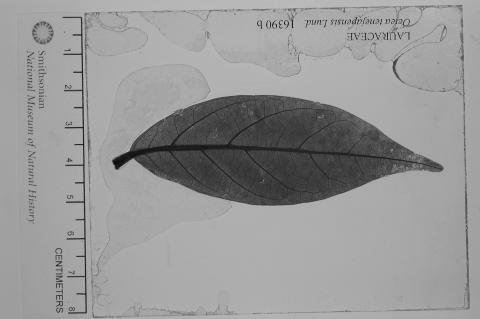 Smithsonian
National Museum of Natural History
1 2 3 4 5 6 7 8
CENTIMETERS
LAURACEAE
Ocotea tenejapensis Lund.
16390 b